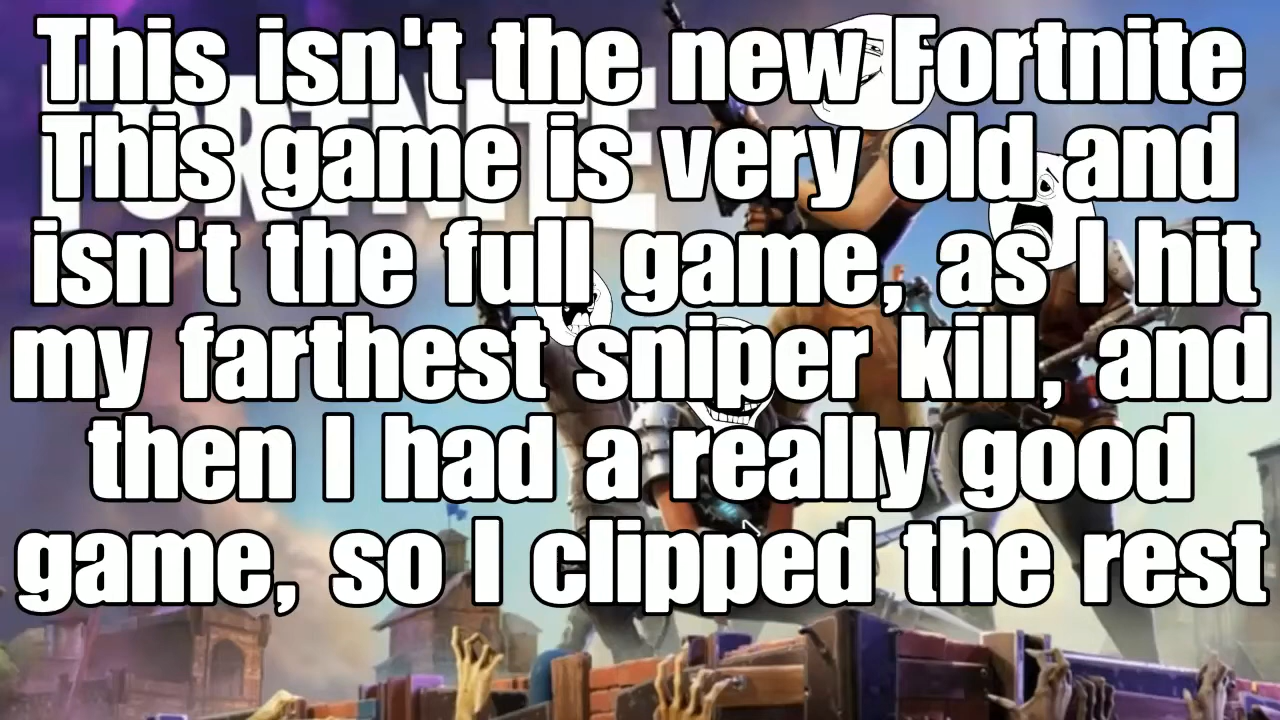 This isn't the new Fortnite
FORTNITE
This game is very old and
isn't the full game, as I hit
my farthest sniper kill, and
then I had a really good
game, so I clipped the rest